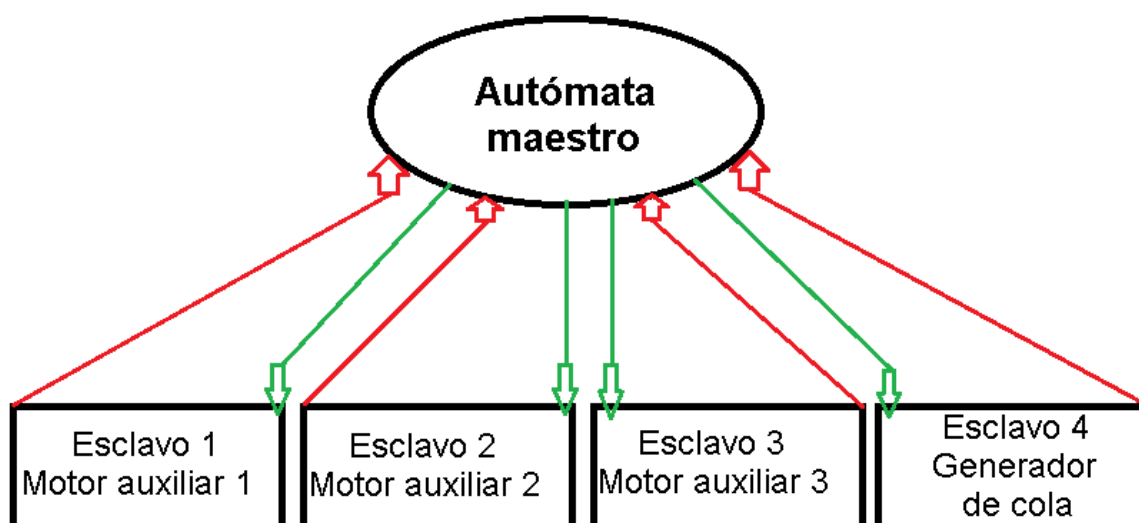 Autómata
maestro
Esclavo 1
Motor auxiliar 1
Esclavo 2
Motor auxiliar 2
Esclavo 3
Motor auxiliar 3
Esclavo 4
Generador
de cola